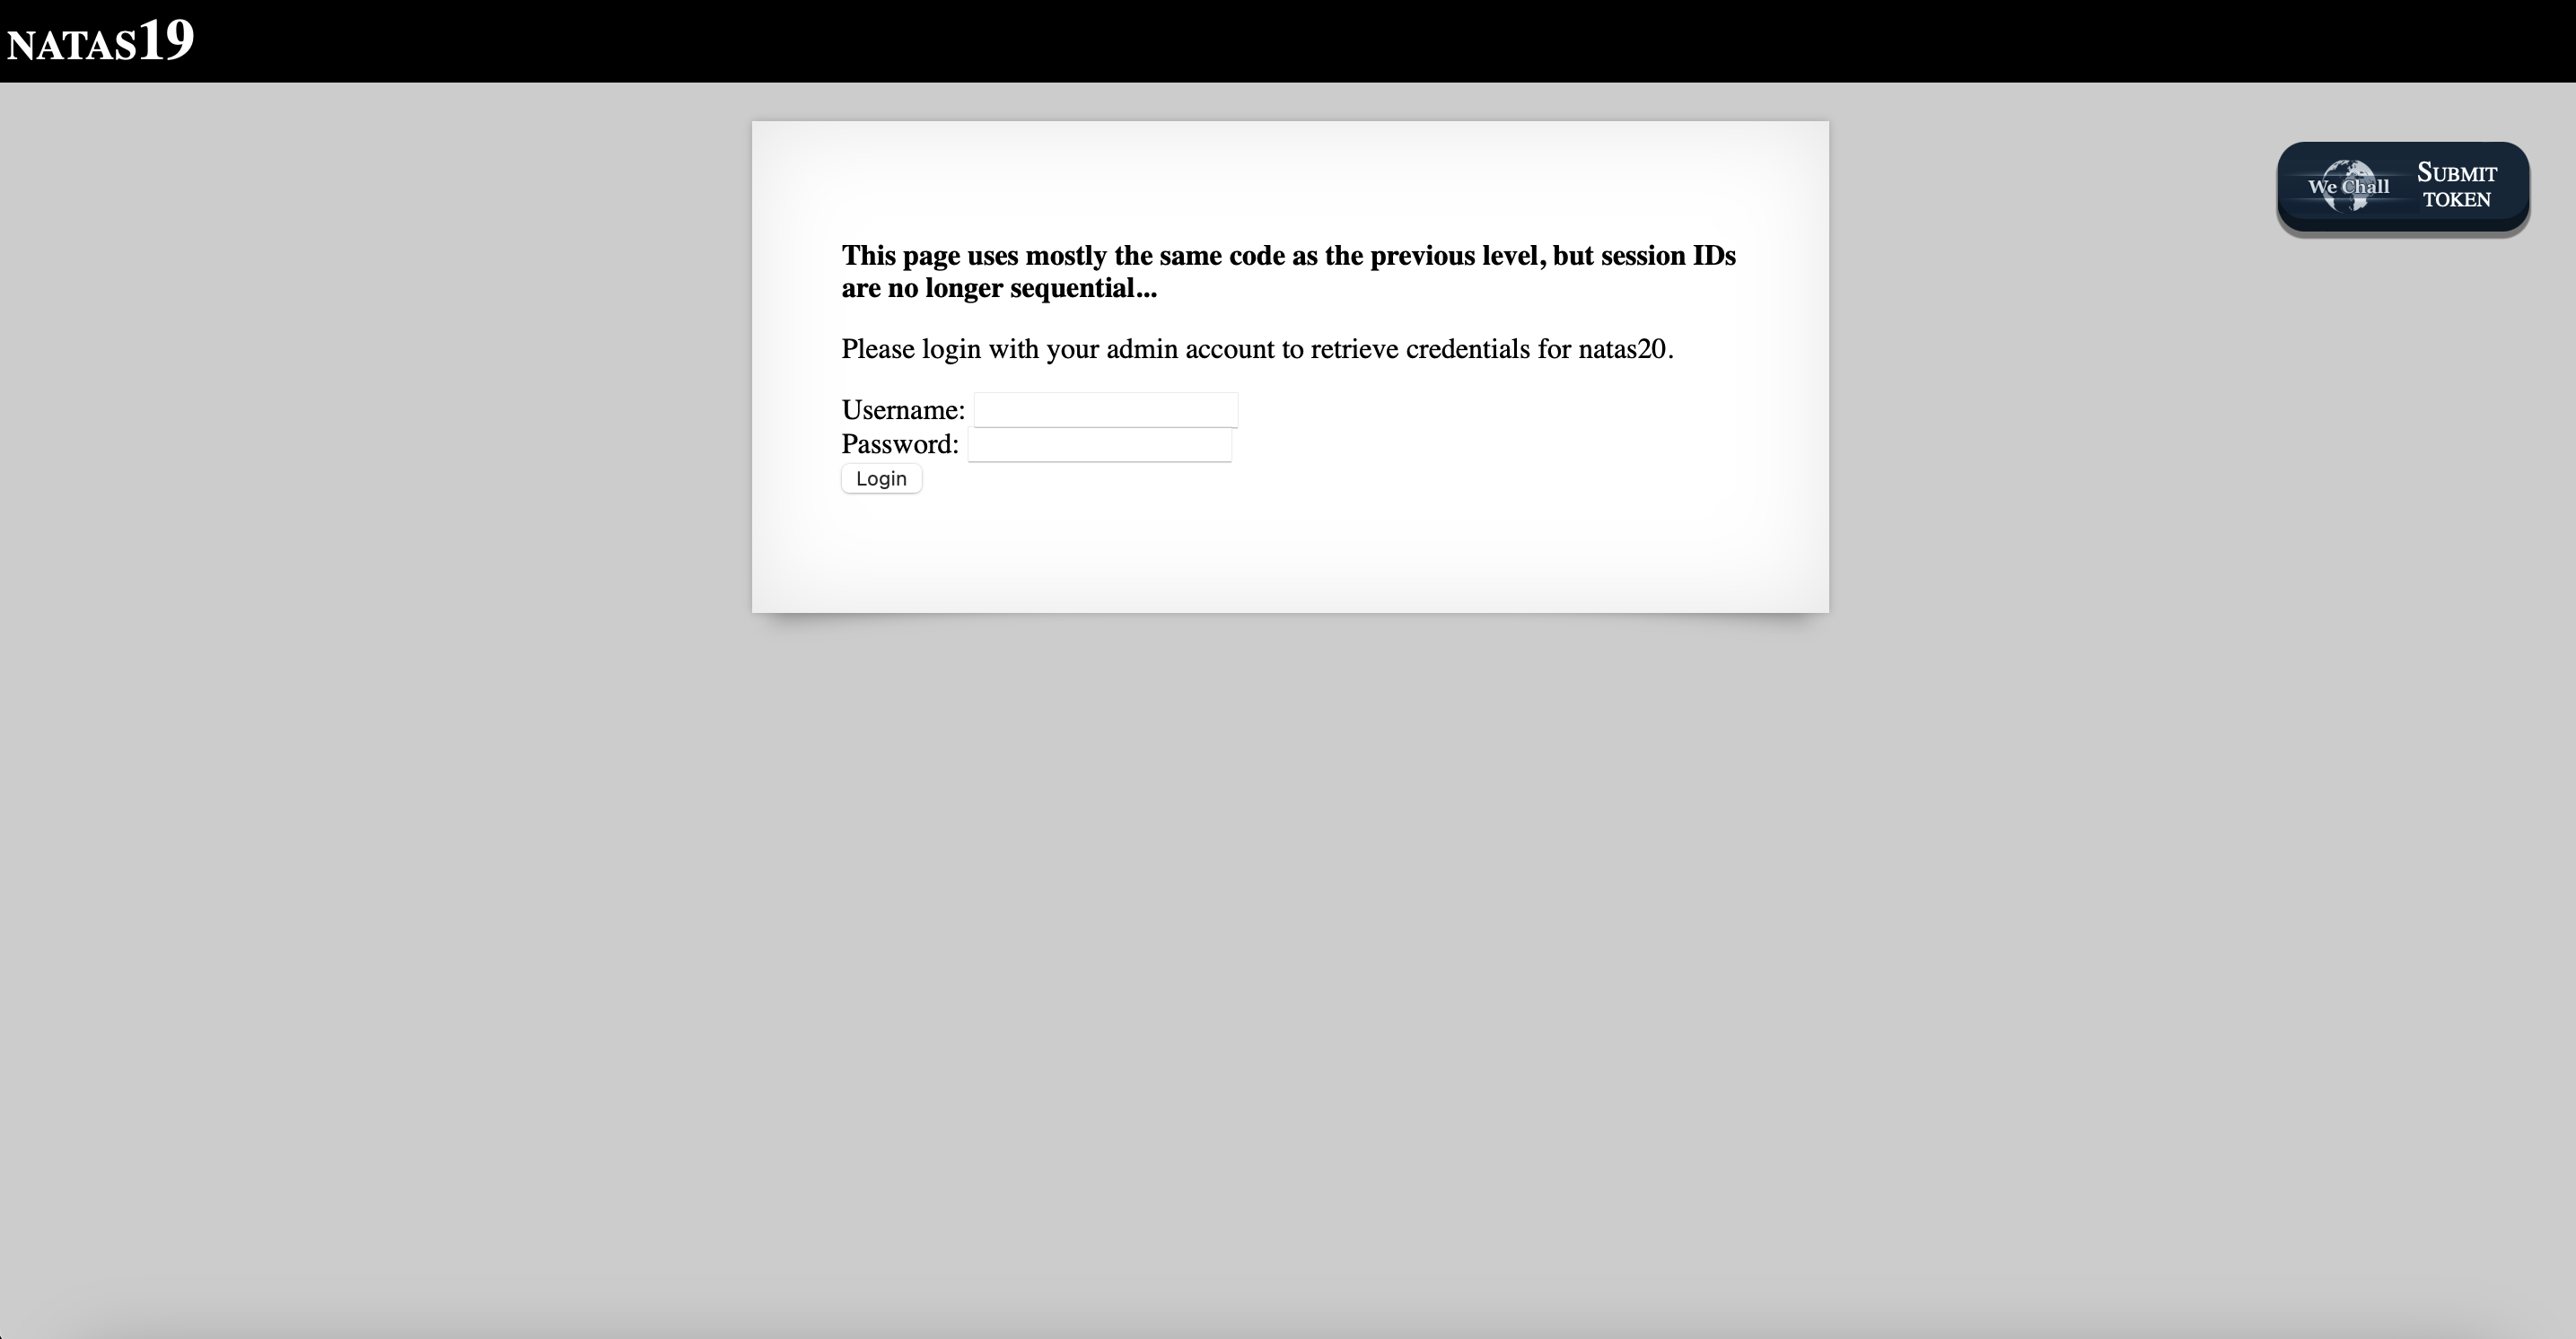 NATAS19
We Chall
SUBMIT
TOKEN
This page uses mostly the same code as the previous level, but session IDs
are no longer sequential...
Please login with your admin account to retrieve credentials for natas20.
Username:
Password:
Login